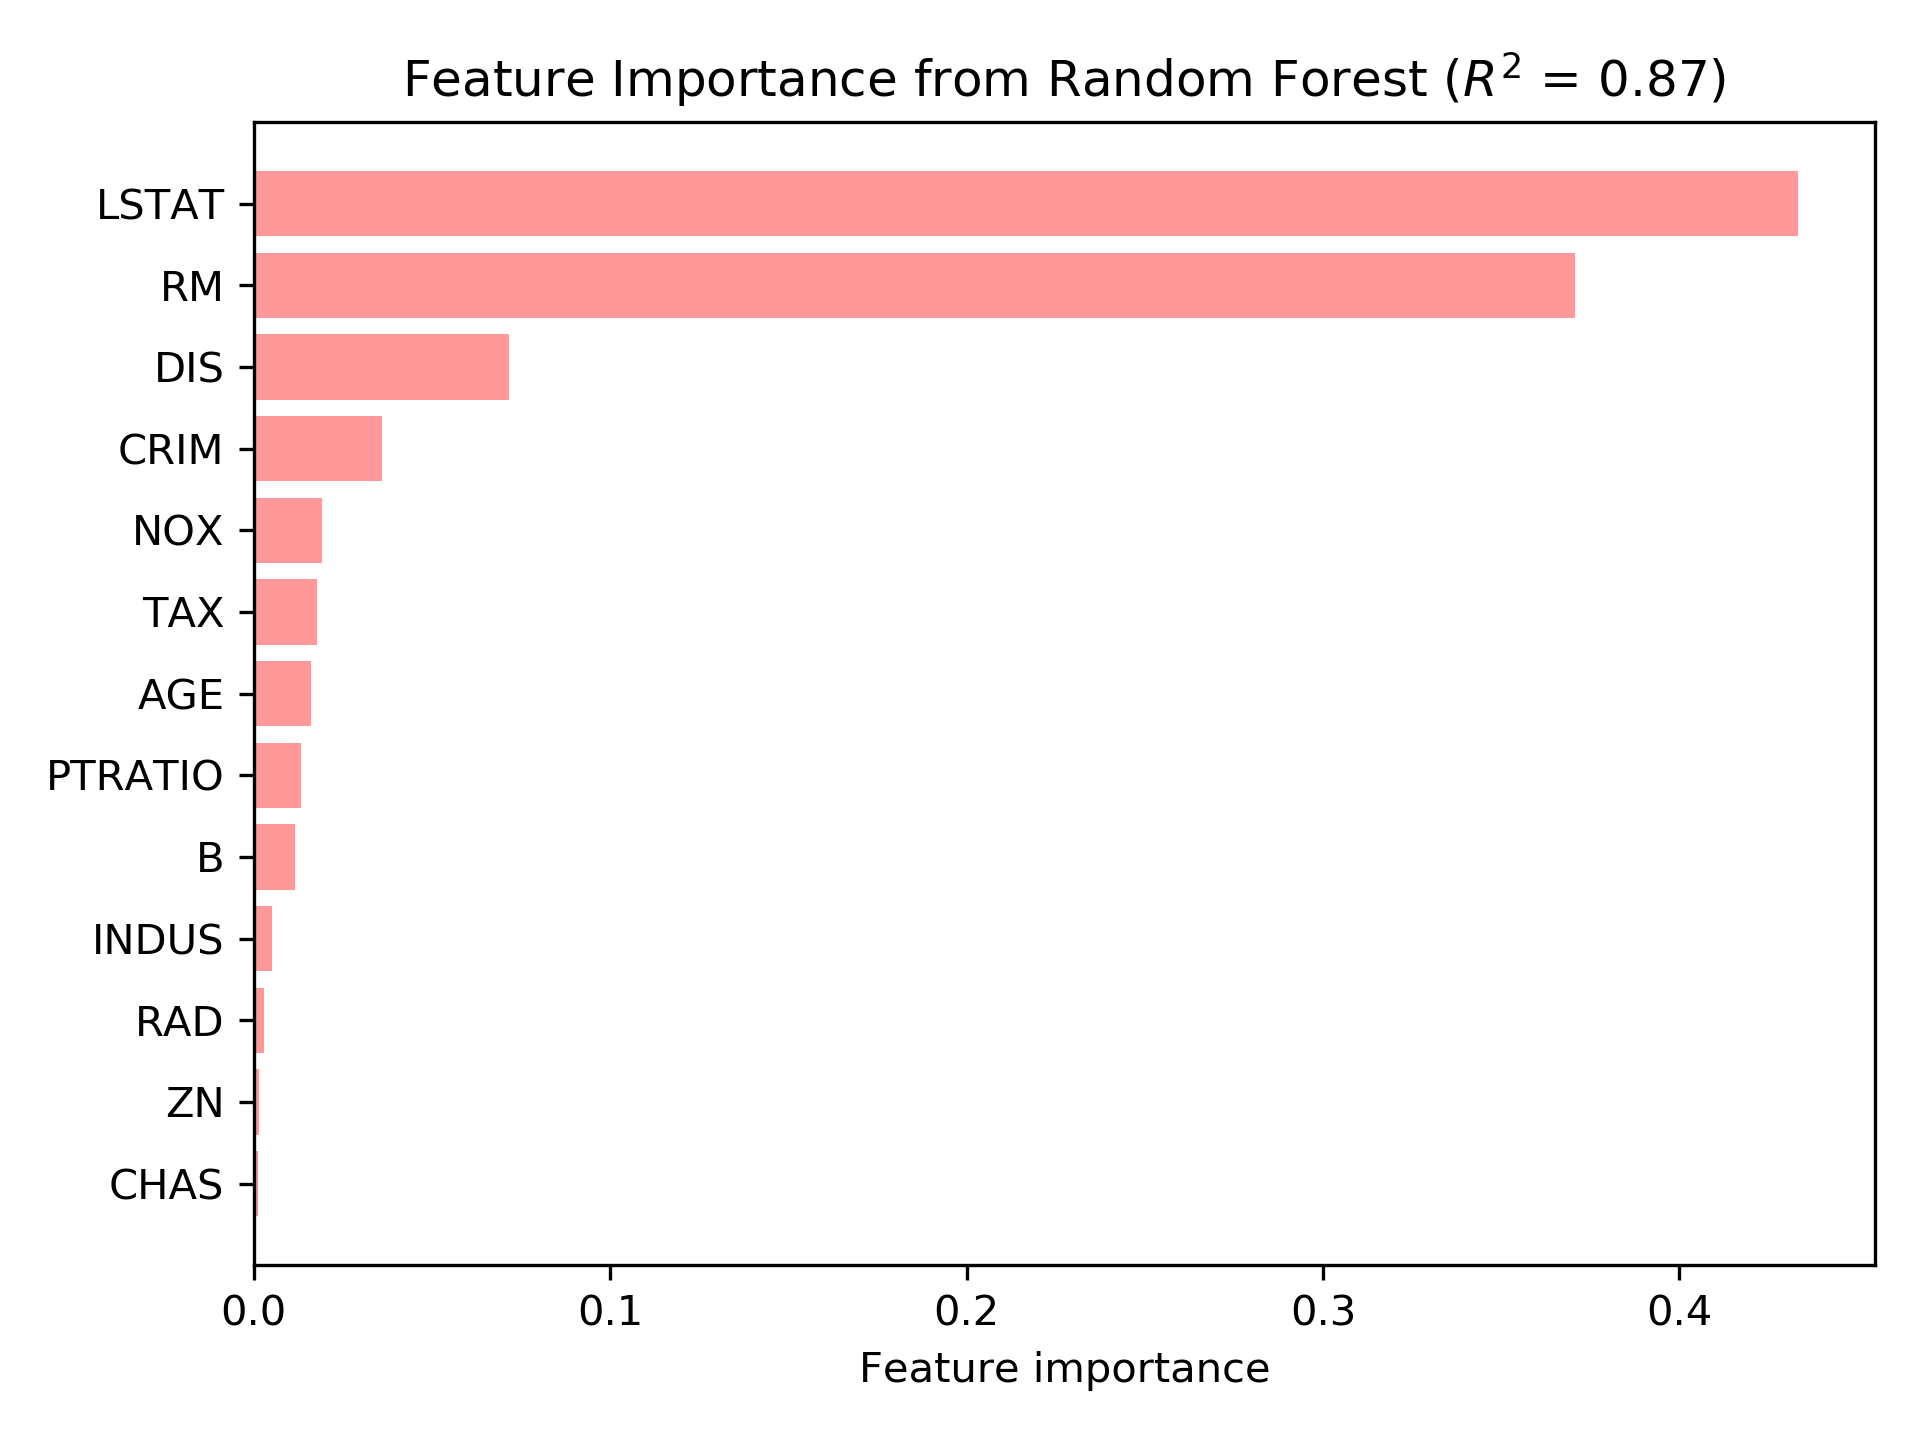 Feature Importance from Random Forest (R² = 0.87)
LSTAT
RM
DIS
CRIM
NOX
TAX
AGE
PTRATIO
B
INDUS
RAD
ZN
CHAS
0.0 0.1 0.2 0.3 0.4
Feature importance